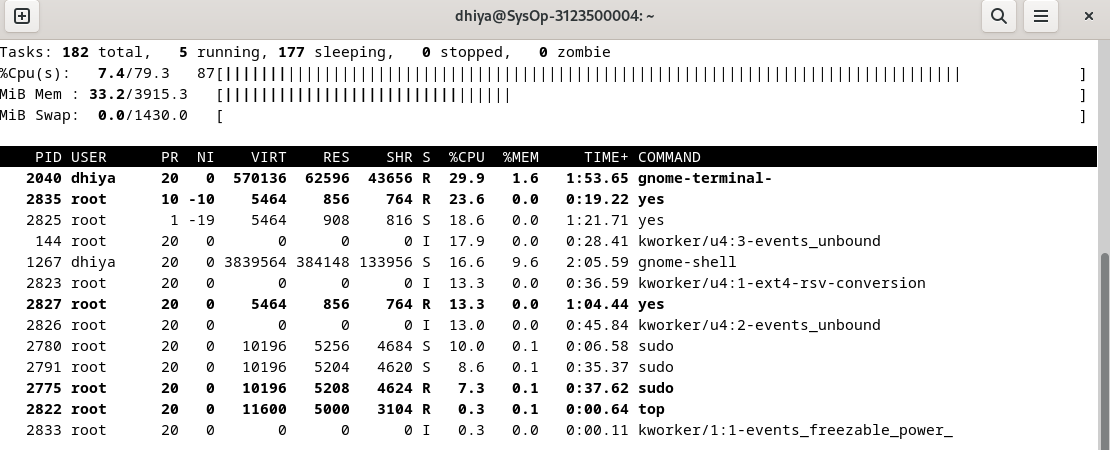 dhiya@SysOp-3123500004: ~
Tasks: 182 total,   5 running, 177 sleeping,   0 stopped,   0 zombie
%Cpu(s):   7.4/79.3   87[||||||||||||||||||||||||||||||||||||||||||||||||||||||||||||||||||||||||||||||||||             ]
MiB Mem : 33.2/3915.3   [||||||||||||||||||||||||||||||||                                                               ]
MiB Swap:  0.0/1430.0   [                                                                                               ]
PID USER      PR  NI    VIRT    RES    SHR S  %CPU  %MEM     TIME+ COMMAND
2040 dhiya     20   0  570136  62596  43656 R  29.9   1.6   1:53.65 gnome-terminal-
2835 root      10 -10    5464    856    764 R  23.6   0.0   0:19.22 yes
2825 root       1 -19    5464    908    816 S  18.6   0.0   1:21.71 yes
144 root      20   0       0      0      0 I  17.9   0.0   0:28.41 kworker/u4:3-events_unbound
1267 dhiya     20   0 3839564 384148 133956 S  16.6   9.6   2:05.59 gnome-shell
2823 root      20   0       0      0      0 I  13.3   0.0   0:36.59 kworker/u4:1-ext4-rsv-conversion
2827 root      20   0    5464    856    764 R  13.3   0.0   1:04.44 yes
2826 root      20   0       0      0      0 I  13.0   0.0   0:45.84 kworker/u4:2-events_unbound
2780 root      20   0   10196   5256   4684 S  10.0   0.1   0:06.58 sudo
2791 root      20   0   10196   5204   4620 S   8.6   0.1   0:35.37 sudo
2775 root      20   0   10196   5208   4624 R   7.3   0.1   0:37.62 sudo
2822 root      20   0   11600   5000   3104 R   0.3   0.1   0:00.64 top
2833 root      20   0       0      0      0 I   0.3   0.0   0:00.11 kworker/1:1-events_freezable_power_